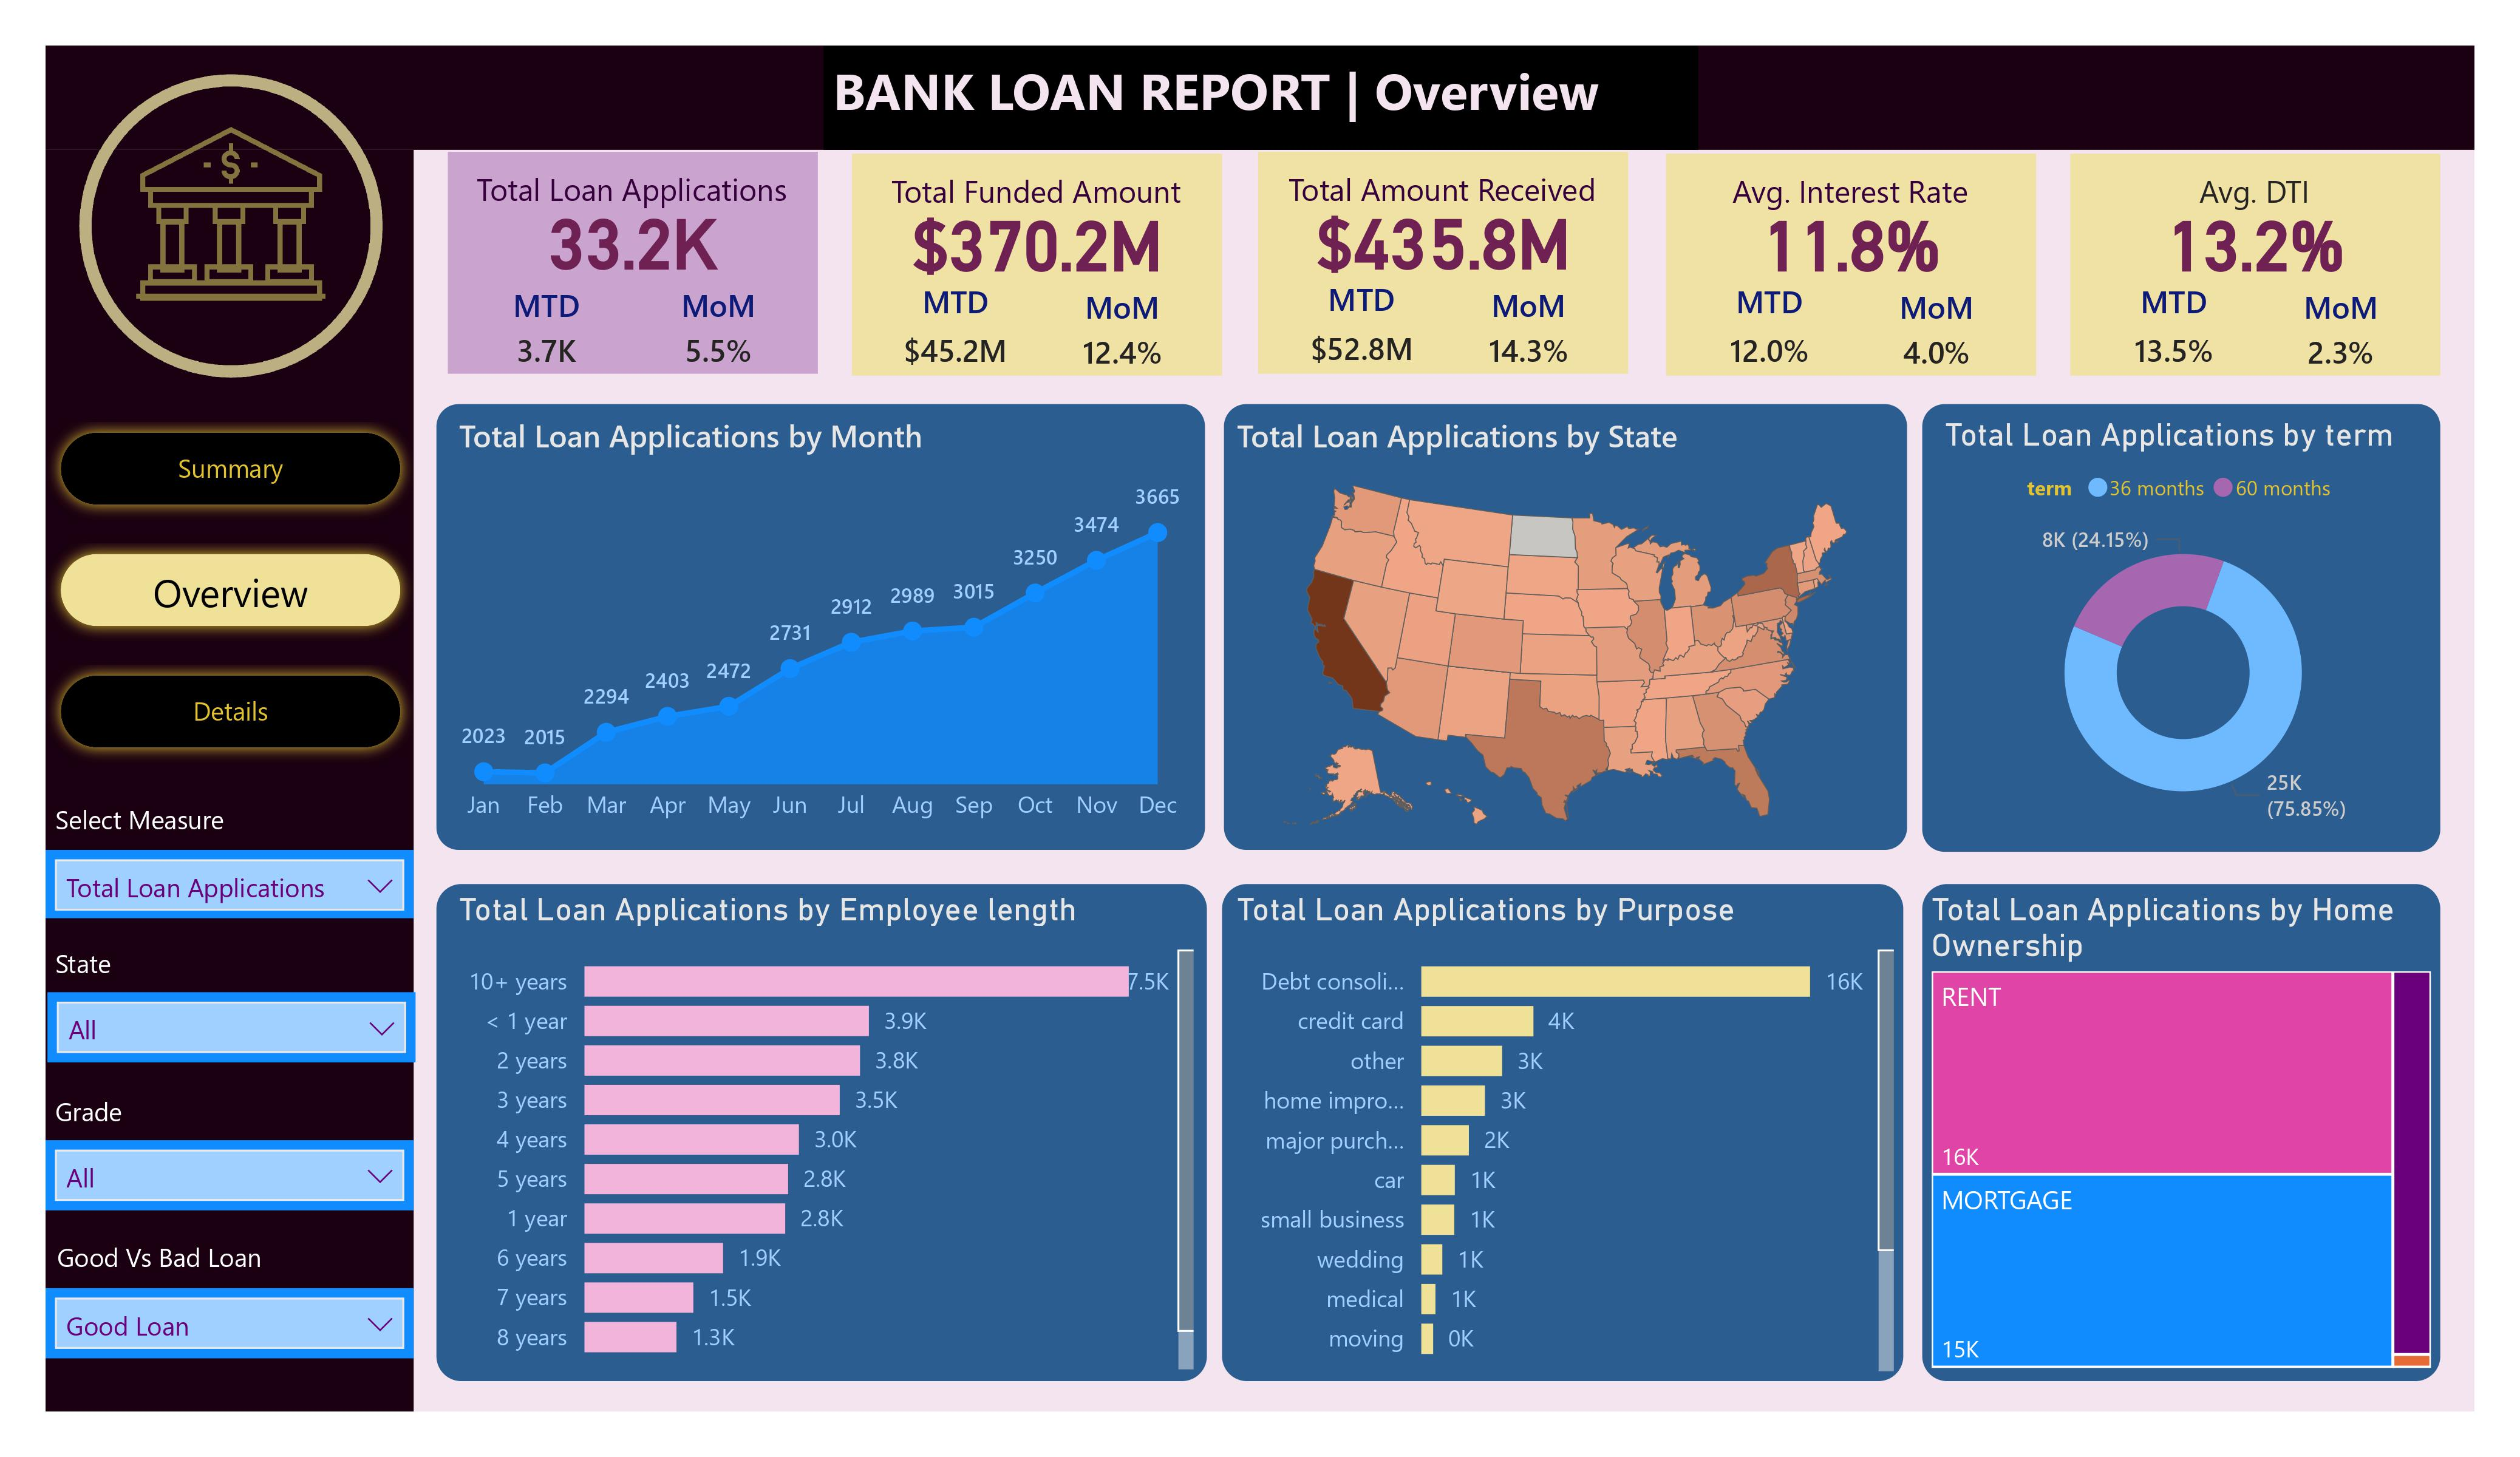 BANK LOAN REPORT | Overview
$
Total Loan Applications
33.2K
MTD MoM
3.7K 5.5%
Total Funded Amount
$370.2M
MTD MoM
$45.2M 12.4%
Total Amount Received
$435.8M
MTD MoM
$52.8M 14.3%
Avg. Interest Rate
11.8%
MTD MoM
12.0% 4.0%
Avg. DTI
13.2%
MTD MoM
13.5% 2.3%
Summary
Overview
Details
Select Measure
Total Loan Applications
State
All
Grade
All
Good Vs Bad Loan
Good Loan
Total Loan Applications by Month
2023 2015 2294 2403 2472 2731 2912 2989 3015 3250 3474 3665
Jan Feb Mar Apr May Jun Jul Aug Sep Oct Nov Dec
Total Loan Applications by State
Total Loan Applications by term
term 36 months 60 months
8K (24.15%)
25K
(75.85%)
Total Loan Applications by Employee length
10+ years 7.5K
< 1 year 3.9K
2 years 3.8K
3 years 3.5K
4 years 3.0K
5 years 2.8K
1 year 2.8K
6 years 1.9K
7 years 1.5K
8 years 1.3K
Total Loan Applications by Purpose
Debt consoli... 16K
credit card 4K
other 3K
home impro... 3K
major purch... 2K
car 1K
small business 1K
wedding 1K
medical 1K
moving 0K
Total Loan Applications by Home
Ownership
RENT
16K
MORTGAGE
15K